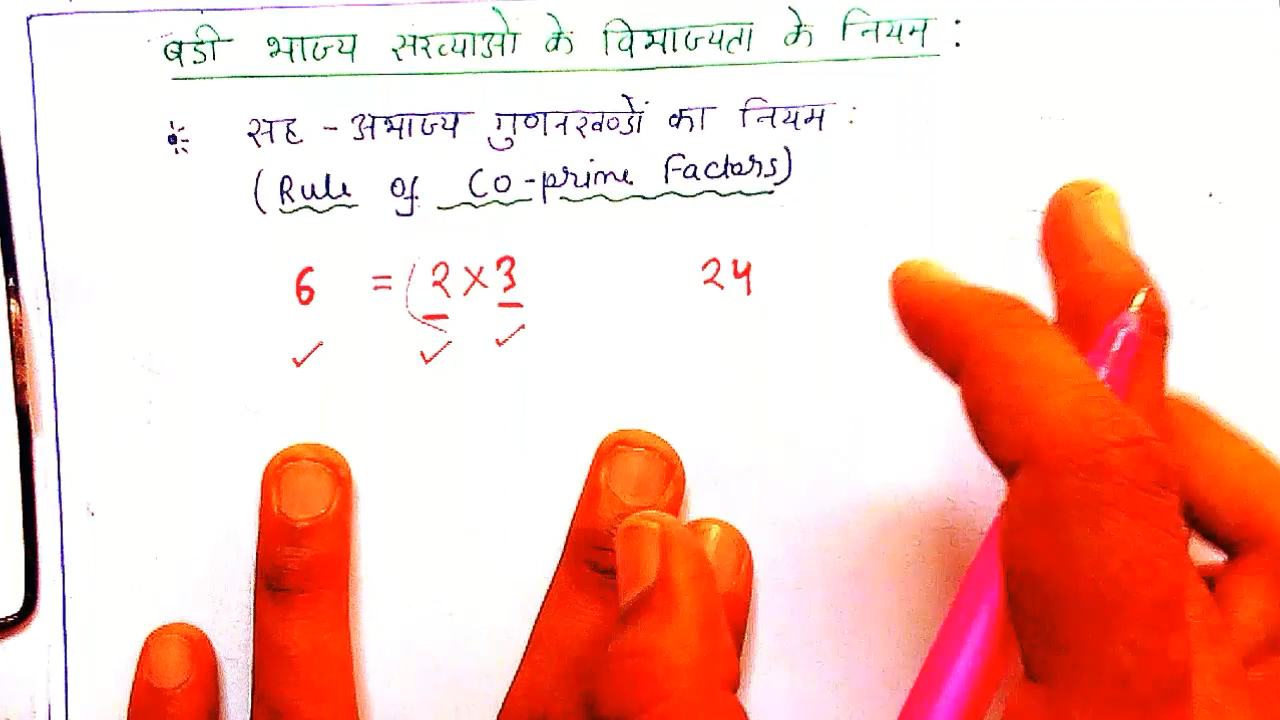 बडी भाज्य संख्याओ के विभाज्यता के नियम :
सह - अभाज्य गुणनखण्डों का नियम :
(Rule of Co-prime Factors)
6 = (2 × 3 24
✓ ✓ ✓